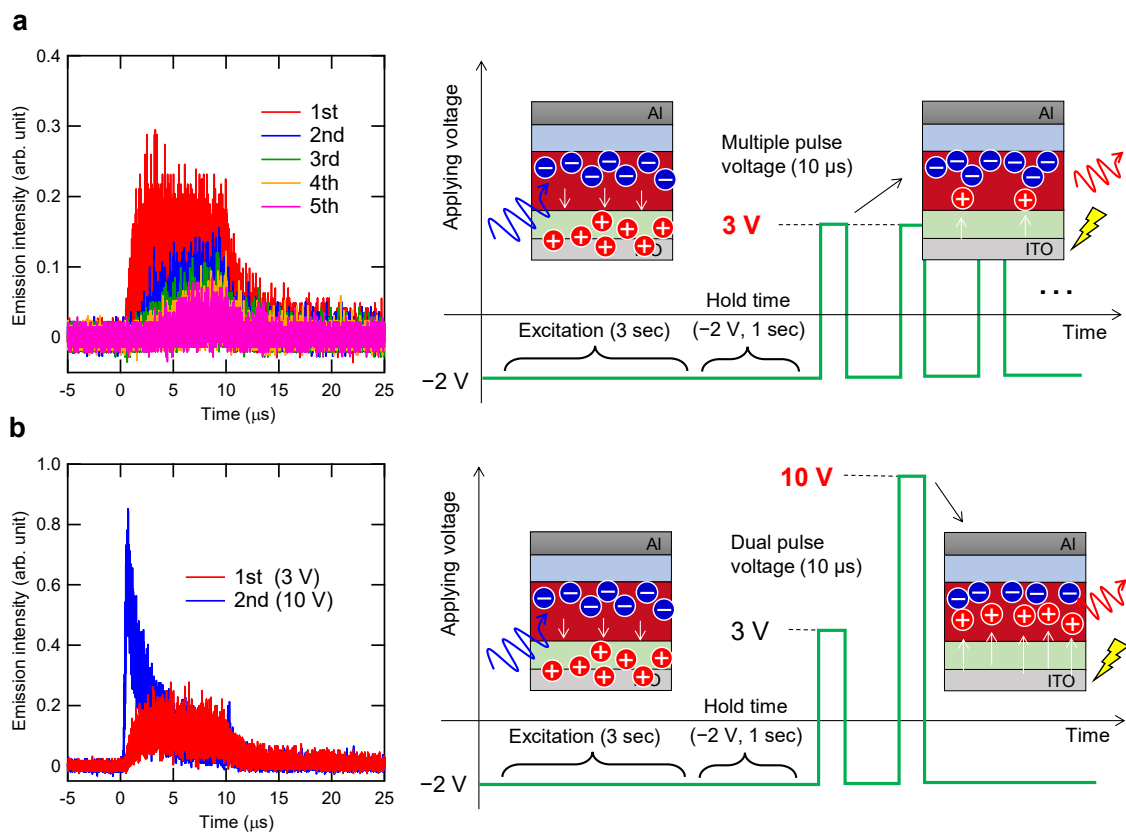 a
Emission intensity (arb. unit)
0.4
0.3
0.2
0.1
0
-5
0
5
10
15
20
25
Time (μs)
1st
2nd
3rd
4th
5th
Applying voltage
Al
Multiple pulse
voltage (10 μs)
Al
3 V
ITO
Hold time
(−2 V, 1 sec)
Excitation (3 sec)
...
Time
−2 V
b
Emission intensity (arb. unit)
1.0
0.8
0.6
0.4
0.2
0
-5
0
5
10
15
20
25
Time (μs)
1st (3 V)
2nd (10 V)
Applying voltage
10 V
Al
Dual pulse
voltage (10 μs)
Al
3 V
ITO
Hold time
(−2 V, 1 sec)
Excitation (3 sec)
Time
−2 V